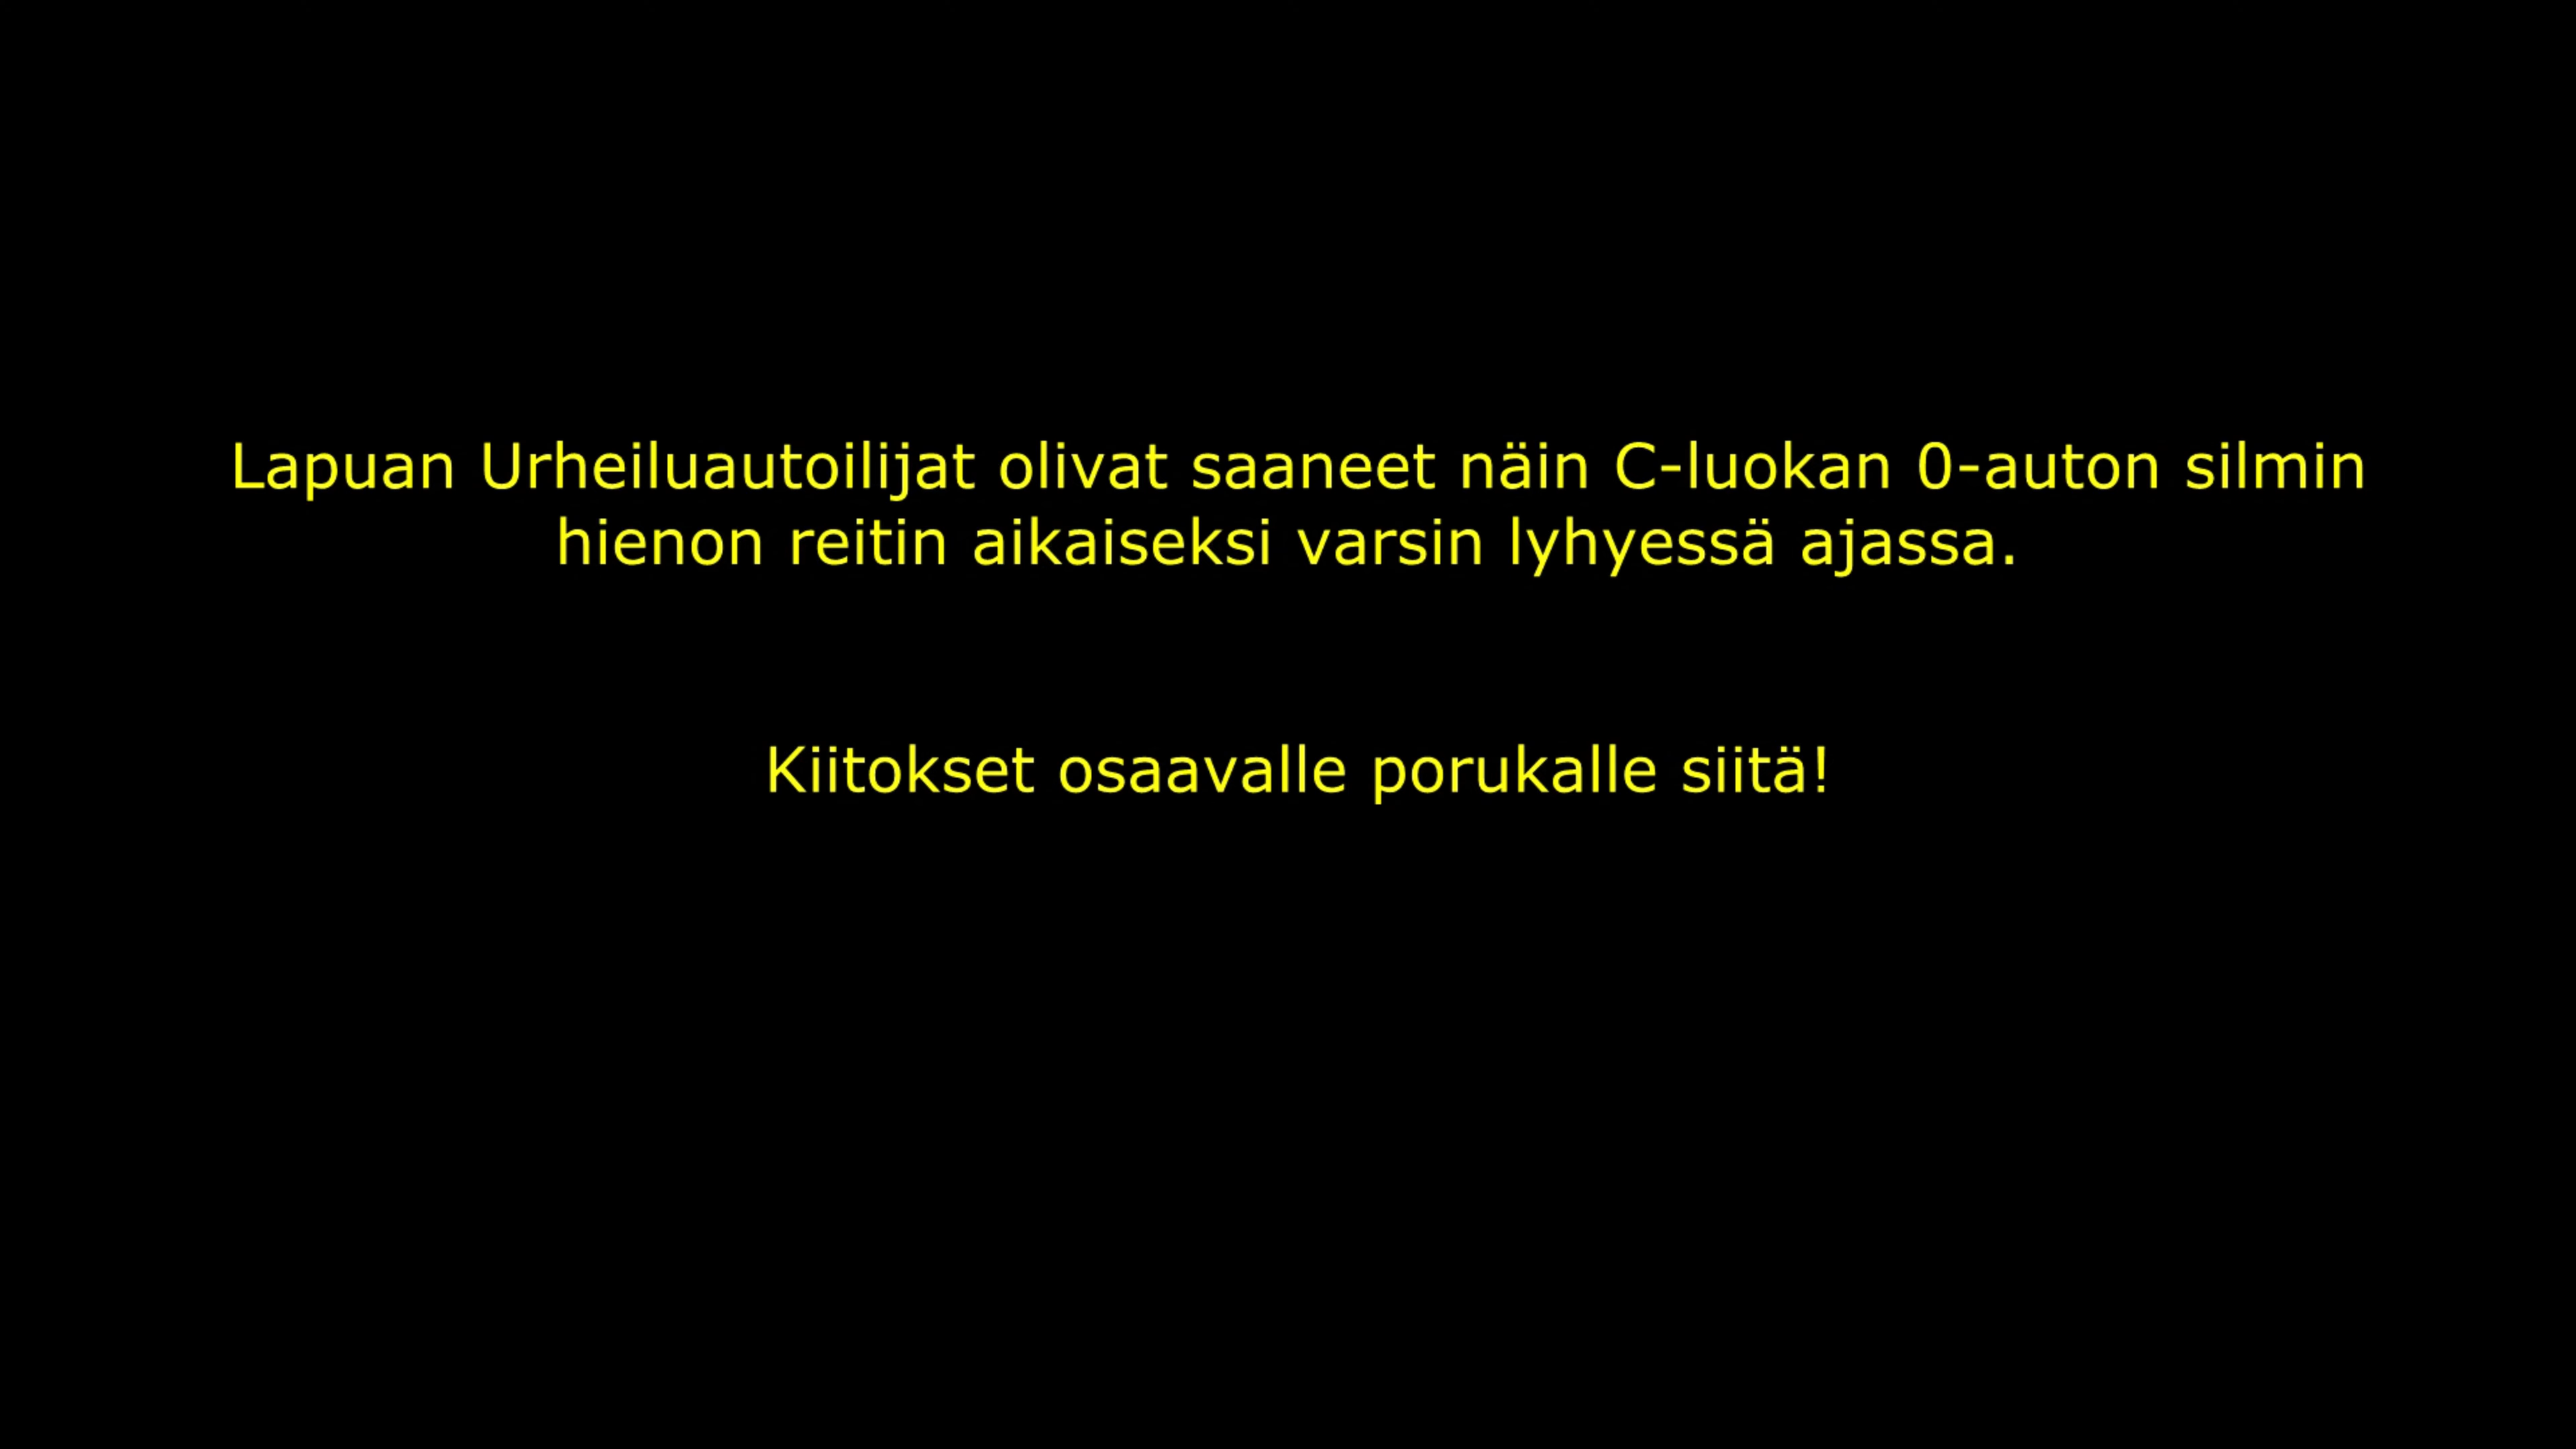 Lapuan Urheiluautoilijat olivat saaneet näin C-luokan 0-auton silmin
hienon reitin aikaiseksi varsin lyhyessä ajassa.
Kiitokset osaavalle porukalle siitä!